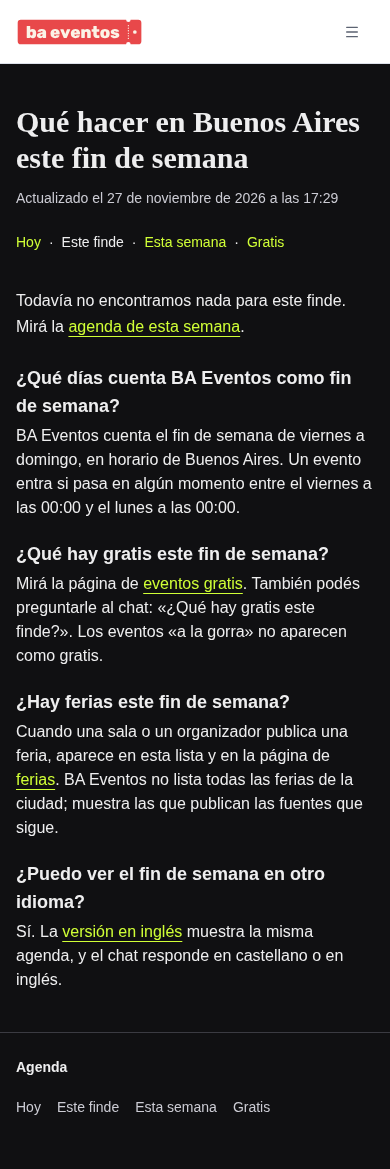 ba eventos
Qué hacer en Buenos Aires
este fin de semana
Actualizado el 27 de noviembre de 2026 a las 17:29
Hoy · Este finde · Esta semana · Gratis
Todavía no encontramos nada para este finde.
Mirá la agenda de esta semana.
¿Qué días cuenta BA Eventos como fin
de semana?
BA Eventos cuenta el fin de semana de viernes a
domingo, en horario de Buenos Aires. Un evento
entra si pasa en algún momento entre el viernes a
las 00:00 y el lunes a las 00:00.
¿Qué hay gratis este fin de semana?
Mirá la página de eventos gratis. También podés
preguntarle al chat: «¿Qué hay gratis este
finde?». Los eventos «a la gorra» no aparecen
como gratis.
¿Hay ferias este fin de semana?
Cuando una sala o un organizador publica una
feria, aparece en esta lista y en la página de
ferias. BA Eventos no lista todas las ferias de la
ciudad; muestra las que publican las fuentes que
sigue.
¿Puedo ver el fin de semana en otro
idioma?
Sí. La versión en inglés muestra la misma
agenda, y el chat responde en castellano o en
inglés.
Agenda
Hoy Este finde Esta semana Gratis